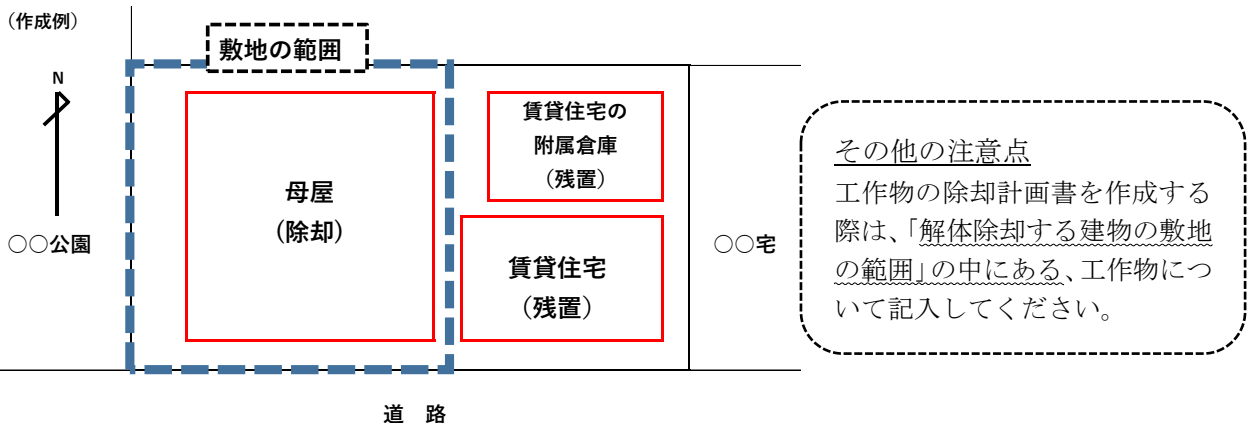 （作成例）
敷地の範囲
N
○○公園
母屋
（除却）
賃貸住宅の
附属倉庫
（残置）
賃貸住宅
（残置）
○○宅
道　路
その他の注意点
工作物の除却計画書を作成する
際は、「解体除却する建物の敷地
の範囲」の中にある、工作物につ
いて記入してください。